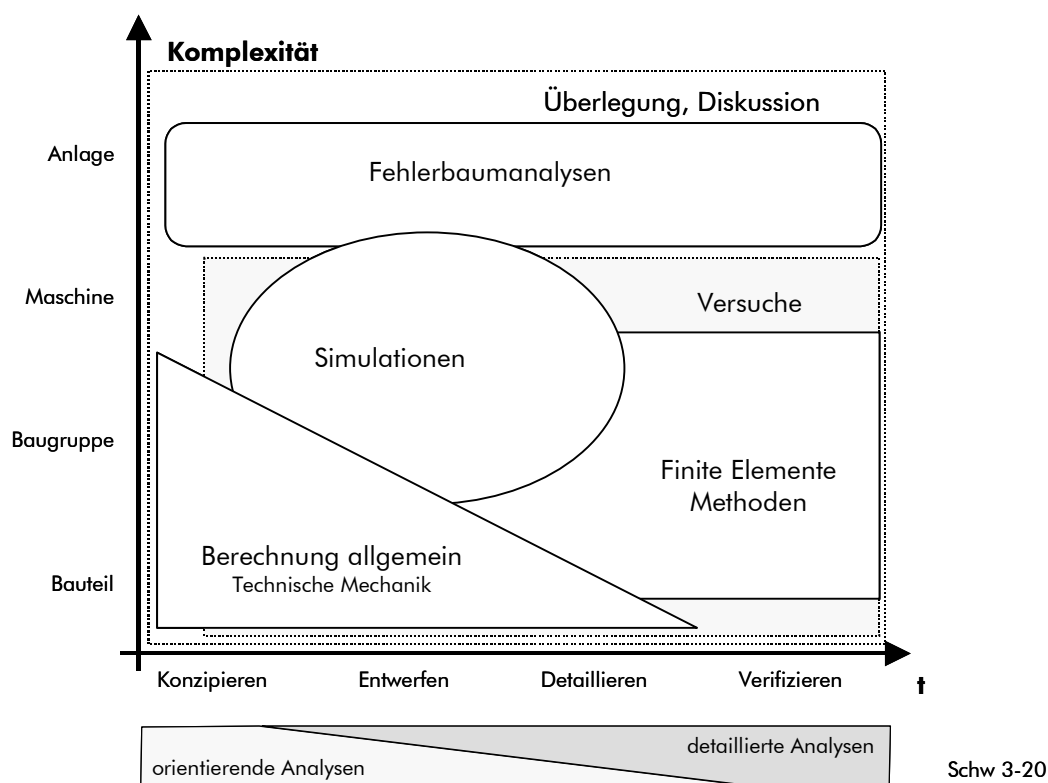 Komplexität
Überlegung, Diskussion
Anlage
Fehlerbaumanalysen
Maschine
Versuche
Simulationen
Baugruppe
Finite Elemente
Methoden
Berechnung allgemein
Technische Mechanik
Bauteil
Konzipieren
Entwerfen
Detaillieren
Verifizieren
t
detaillierte Analysen
orientierende Analysen
Schw 3-20